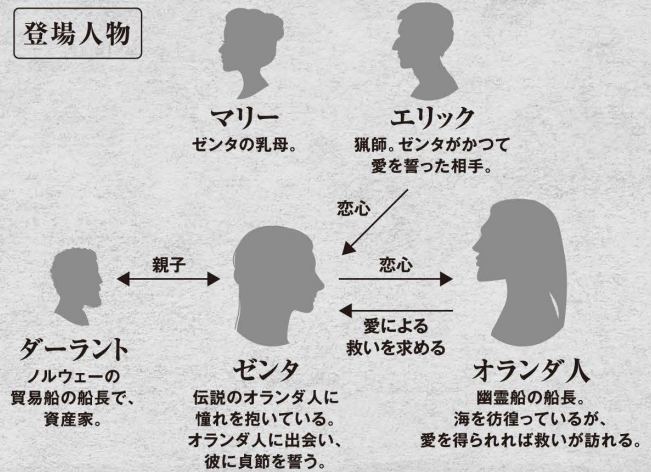 登場人物
マリー
ゼンタの乳母。
エリック
猟師。ゼンタがかつて
愛を誓った相手。
恋心
親子
恋心
愛による
救いを求める
ダーラント
ノルウェーの
貿易船の船長で、
資産家。
ゼンタ
伝説のオランダ人に
憧れを抱いている。
オランダ人に出会い、
彼に貞節を誓う。
オランダ人
幽霊船の船長。
海を彷徨っているが、
愛を得られれば救いが訪れる。